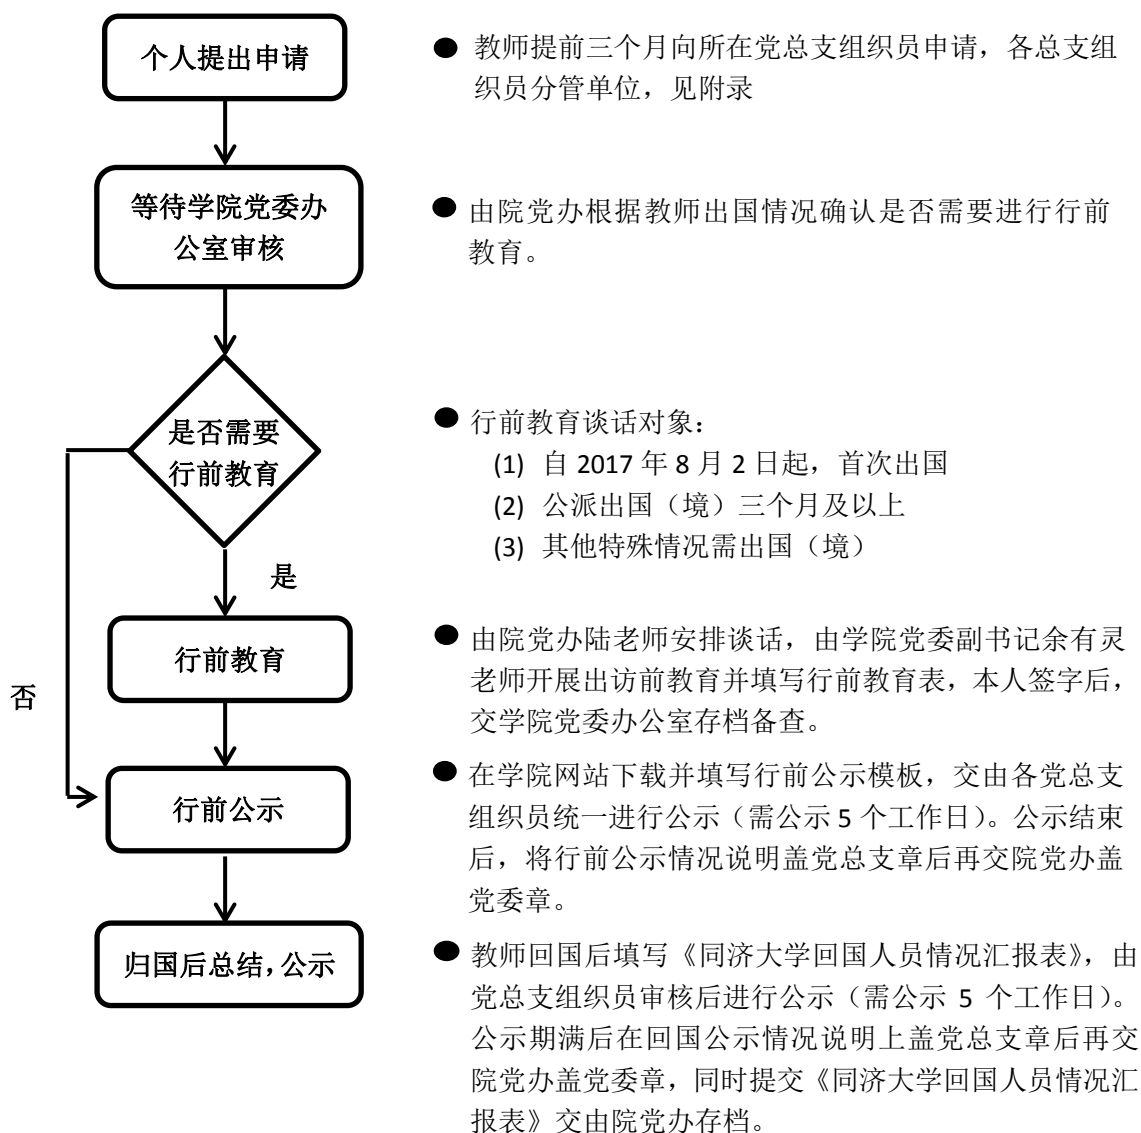 个人提出申请
● 教师提前三个月向所在党总支组织员申请，各总支组
织员分管单位，见附录
等待学院党委办
公室审核
● 由院党办根据教师出国情况确认是否需要进行行前
教育。
是否需要
行前教育
● 行前教育谈话对象：
(1) 自 2017 年 8 月 2 日起，首次出国
(2) 公派出国（境）三个月及以上
(3) 其他特殊情况需出国（境）
是
否
行前教育
● 由院党办陆老师安排谈话，由学院党委副书记余有灵
老师开展出访前教育并填写行前教育表，本人签字后，
交学院党委办公室存档备查。
行前公示
● 在学院网站下载并填写行前公示模板，交由各党总支
组织员统一进行公示（需公示 5 个工作日）。公示结束
后，将行前公示情况说明盖党总支章后再交院党办盖
党委章。
归国后总结，公示
● 教师回国后填写《同济大学回国人员情况汇报表》，由
党总支组织员审核后进行公示（需公示 5 个工作日）。
公示期满后在回国公示情况说明上盖党总支章后再交
院党办盖党委章，同时提交《同济大学回国人员情况汇
报表》交由院党办存档。